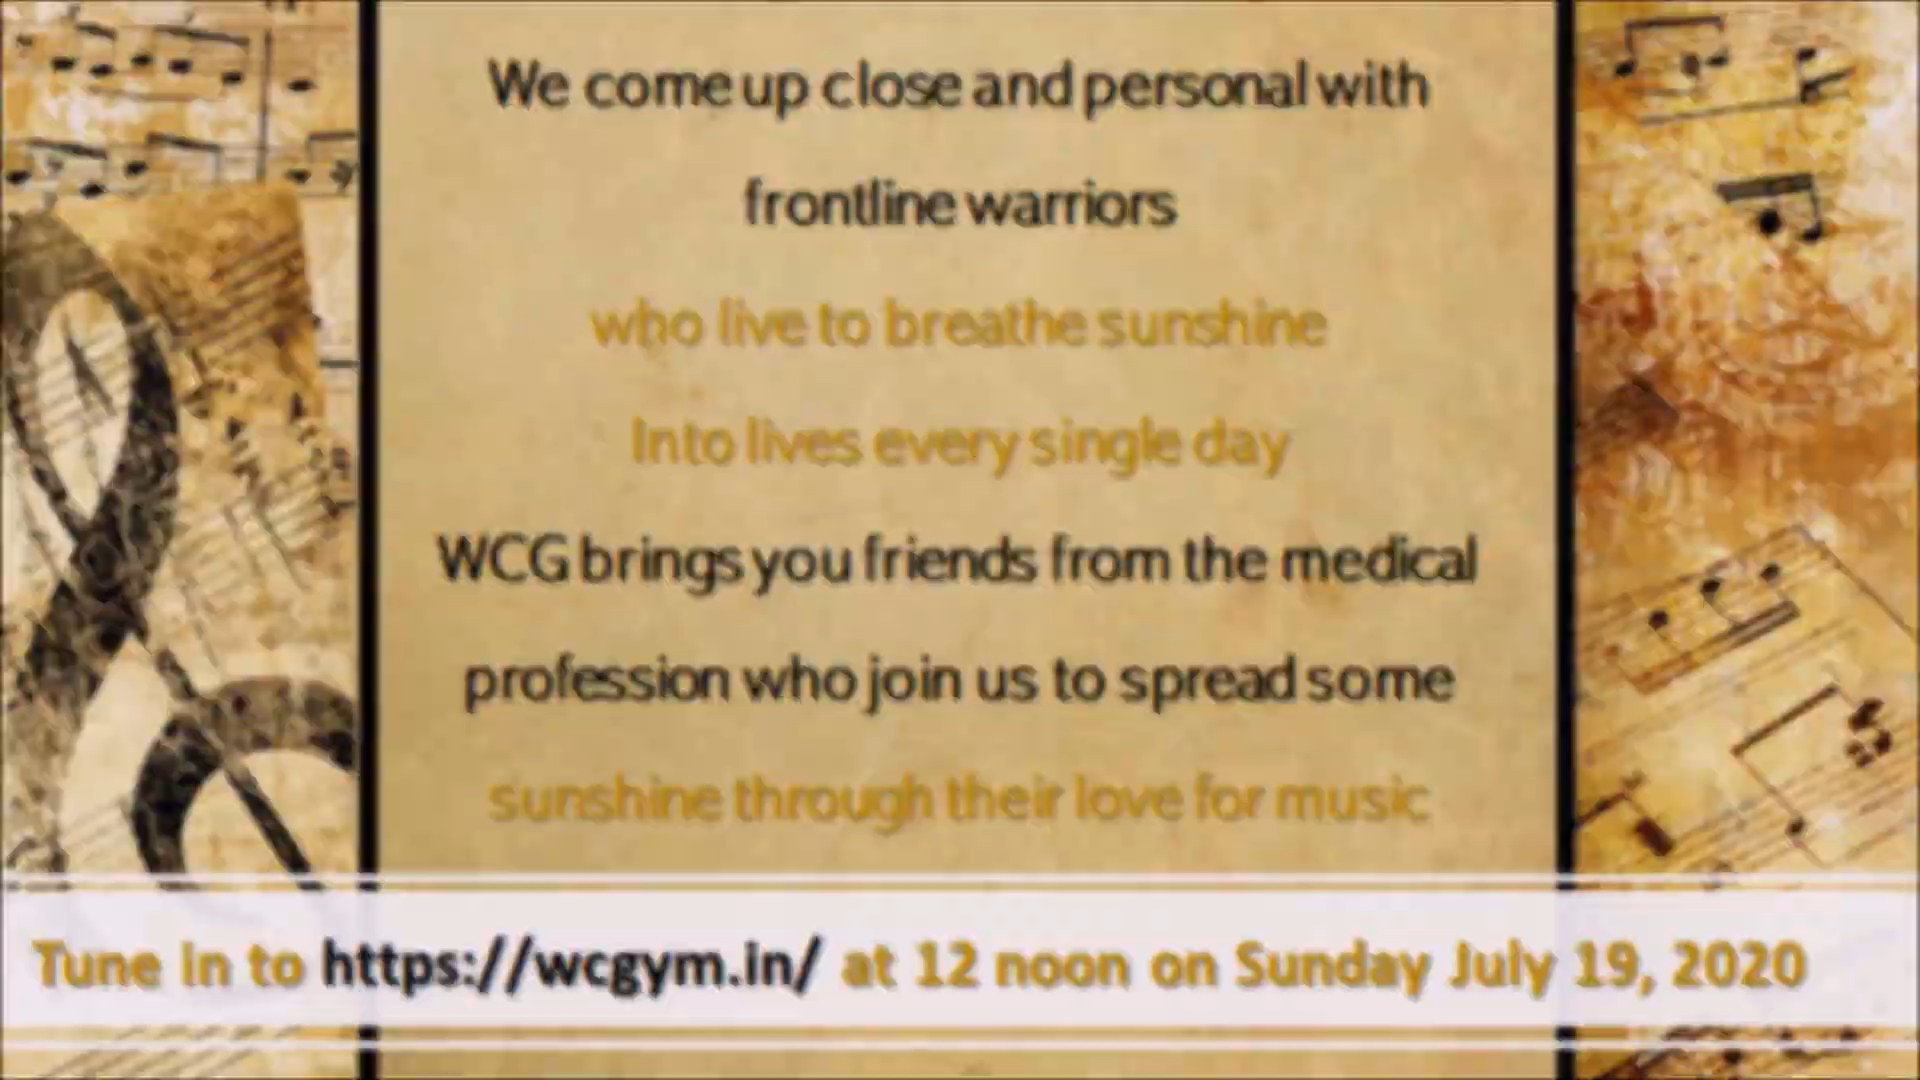 We come up close and personal with
frontline warriors
who live to breathe sunshine
Into lives every single day
WCG brings you friends from the medical
profession who join us to spread some
sunshine through their love for music
Tune in to https://wcgym.in/ at 12 noon on Sunday July 19, 2020